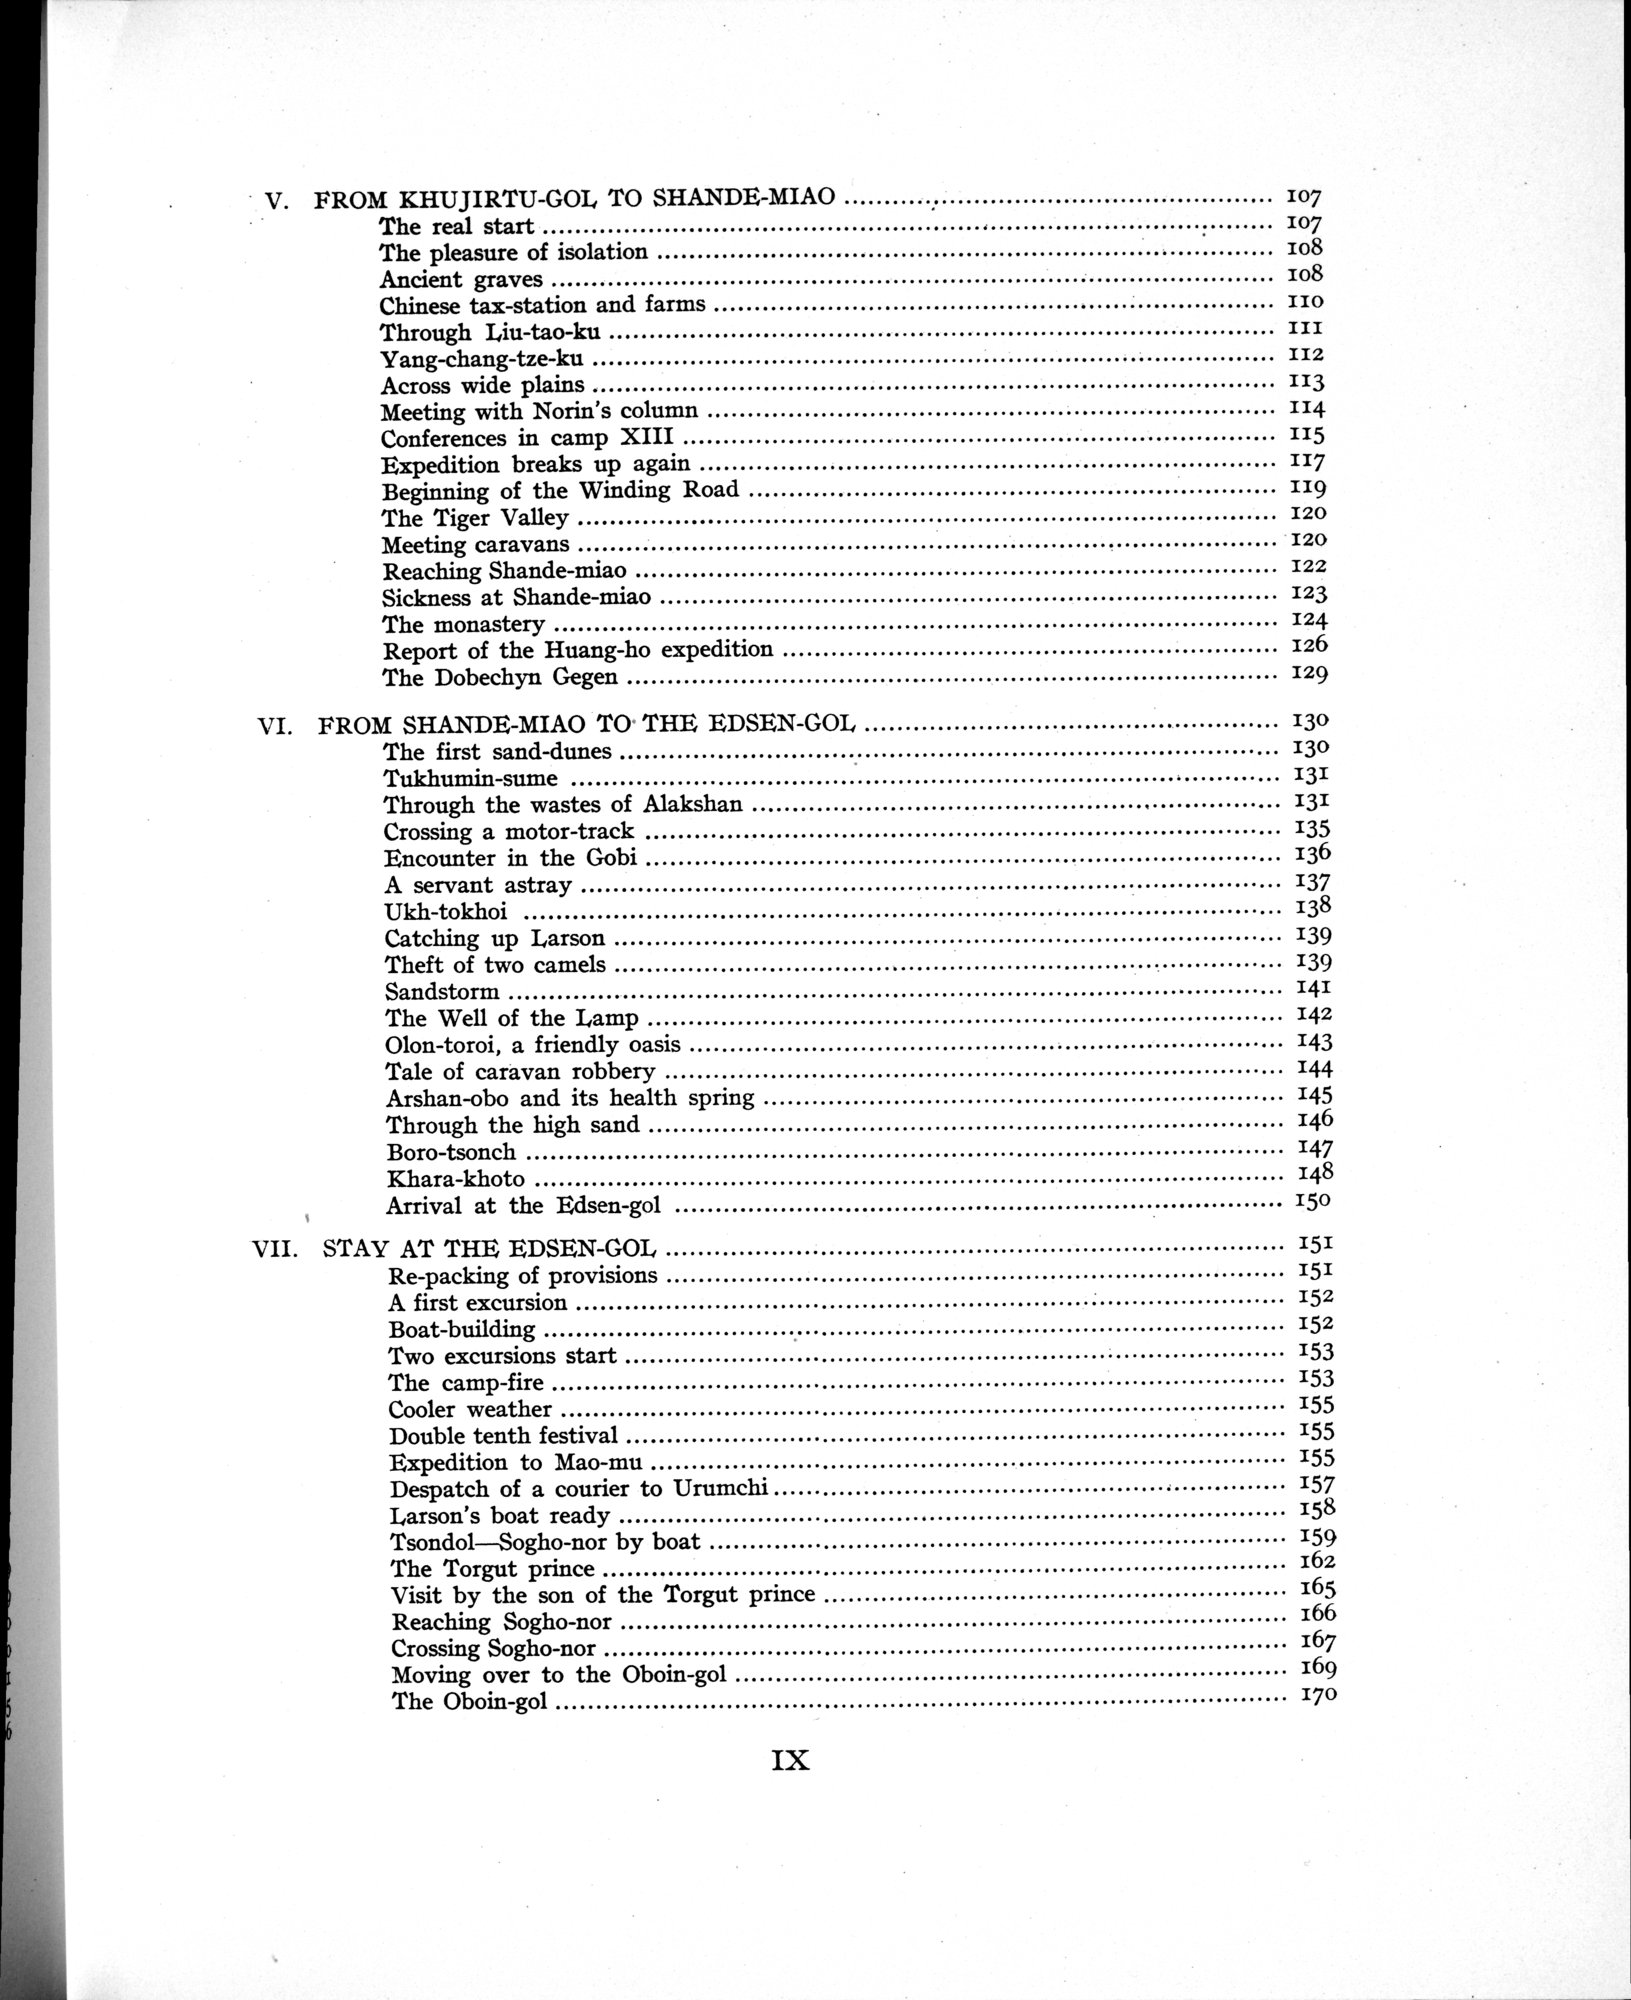 V. FROM KHUJIRTU-GOL TO SHANDE-MIAO ........ 107
The real start ........ 107
The pleasure of isolation ........ 108
Ancient graves ........ 108
Chinese tax-station and farms ........ 110
Through Liu-tao-ku ........ 111
Yang-chang-tze-ku ........ 112
Across wide plains ........ 113
Meeting with Norin's column ........ 114
Conferences in camp XIII ........ 115
Expedition breaks up again ........ 117
Beginning of the Winding Road ........ 119
The Tiger Valley ........ 120
Meeting caravans ........ 120
Reaching Shande-miao ........ 122
Sickness at Shande-miao ........ 123
The monastery ........ 124
Report of the Huang-ho expedition ........ 126
The Dobechyn Gegen ........ 129
VI. FROM SHANDE-MIAO TO THE EDSEN-GOL ........ 130
The first sand-dunes ........ 130
Tukhumin-sume ........ 131
Through the wastes of Alakshan ........ 131
Crossing a motor-track ........ 135
Encounter in the Gobi ........ 136
A servant astray ........ 137
Ukh-tokhoi ........ 138
Catching up Larson ........ 139
Theft of two camels ........ 139
Sandstorm ........ 141
The Well of the Lamp ........ 142
Olon-toroi, a friendly oasis ........ 143
Tale of caravan robbery ........ 144
Arshan-obo and its health spring ........ 145
Through the high sand ........ 146
Boro-tsonch ........ 147
Khara-khoto ........ 148
Arrival at the Edsen-gol ........ 150
VII. STAY AT THE EDSEN-GOL ........ 151
Re-packing of provisions ........ 151
A first excursion ........ 152
Boat-building ........ 152
Two excursions start ........ 153
The camp-fire ........ 153
Cooler weather ........ 155
Double tenth festival ........ 155
Expedition to Mao-mu ........ 155
Despatch of a courier to Urumchi ........ 157
Larson's boat ready ........ 158
Tsondol—Sogho-nor by boat ........ 159
The Torgut prince ........ 162
Visit by the son of the Torgut prince ........ 165
Reaching Sogho-nor ........ 166
Crossing Sogho-nor ........ 167
Moving over to the Oboin-gol ........ 169
The Oboin-gol ........ 170
IX